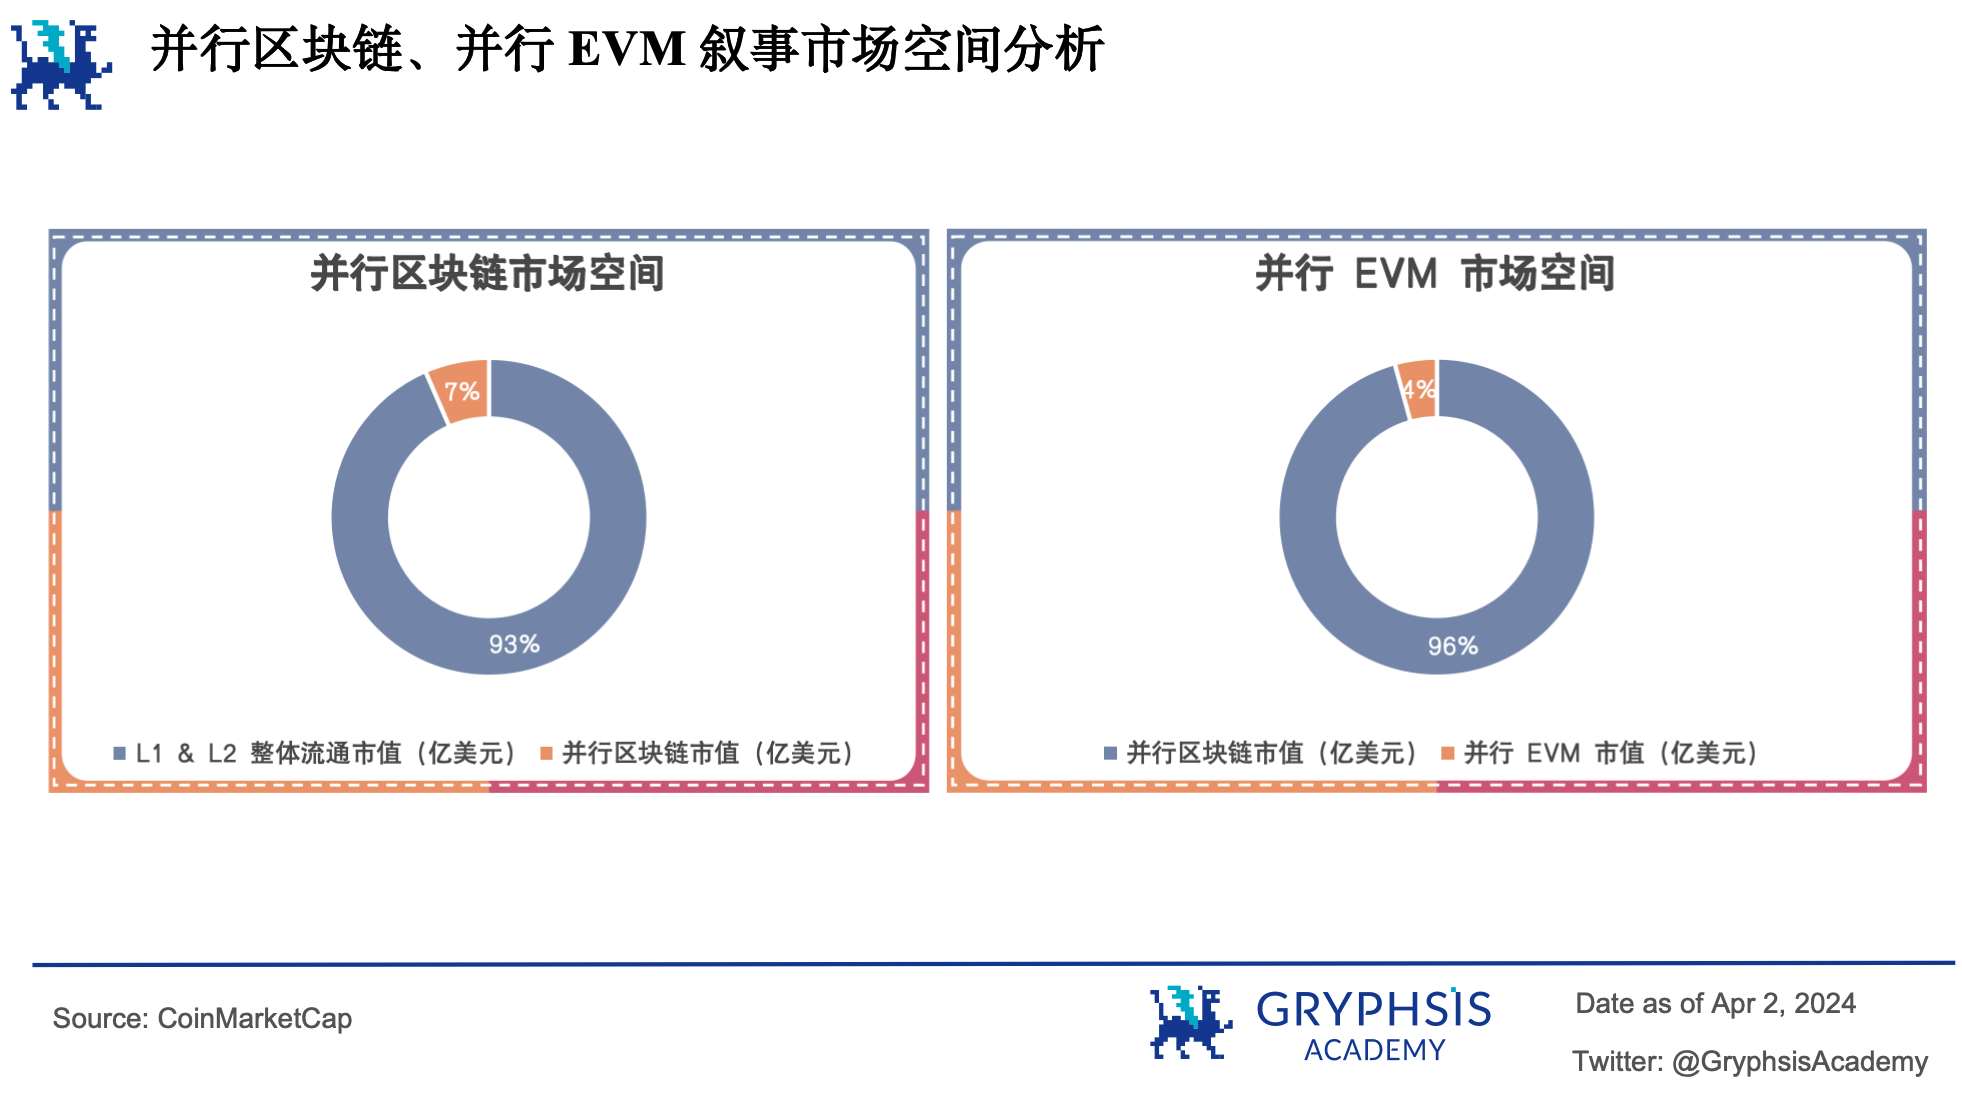 并行区块链、并行 EVM 叙事市场空间分析
并行区块链市场空间
7%
93%
L1 & L2 整体流通市值（亿美元） 并行区块链市值（亿美元）
并行 EVM 市场空间
4%
96%
并行区块链市值（亿美元） 并行 EVM 市值（亿美元）
Source: CoinMarketCap
GRYPHSIS
ACADEMY
Date as of Apr 2, 2024
Twitter: @GryphsisAcademy